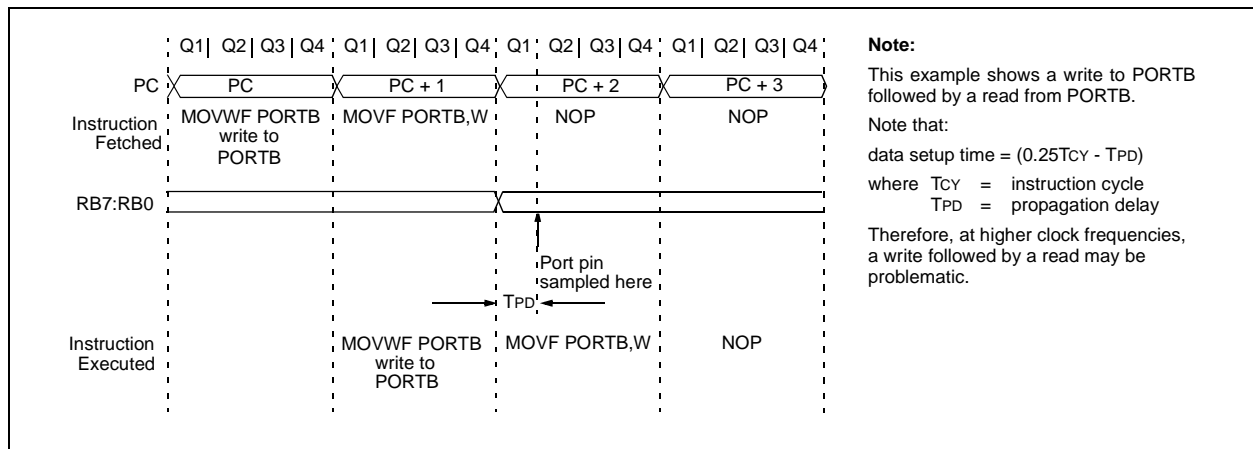 Q1| Q2| Q3| Q4 Q1| Q2| Q3| Q4 Q1 Q2| Q3| Q4 Q1| Q2| Q3| Q4
PC PC PC + 1 PC + 2 PC + 3
Instruction
Fetched
MOVWF PORTB
write to
PORTB
MOVF PORTB,W
NOP
NOP
RB7:RB0
Port pin
sampled here
TPD
Instruction
Executed
MOVWF PORTB
write to
PORTB
MOVF PORTB,W
NOP
Note:
This example shows a write to PORTB
followed by a read from PORTB.
Note that:
data setup time = (0.25TCY - TPD)
where TCY = instruction cycle
TPD = propagation delay
Therefore, at higher clock frequencies,
a write followed by a read may be
problematic.